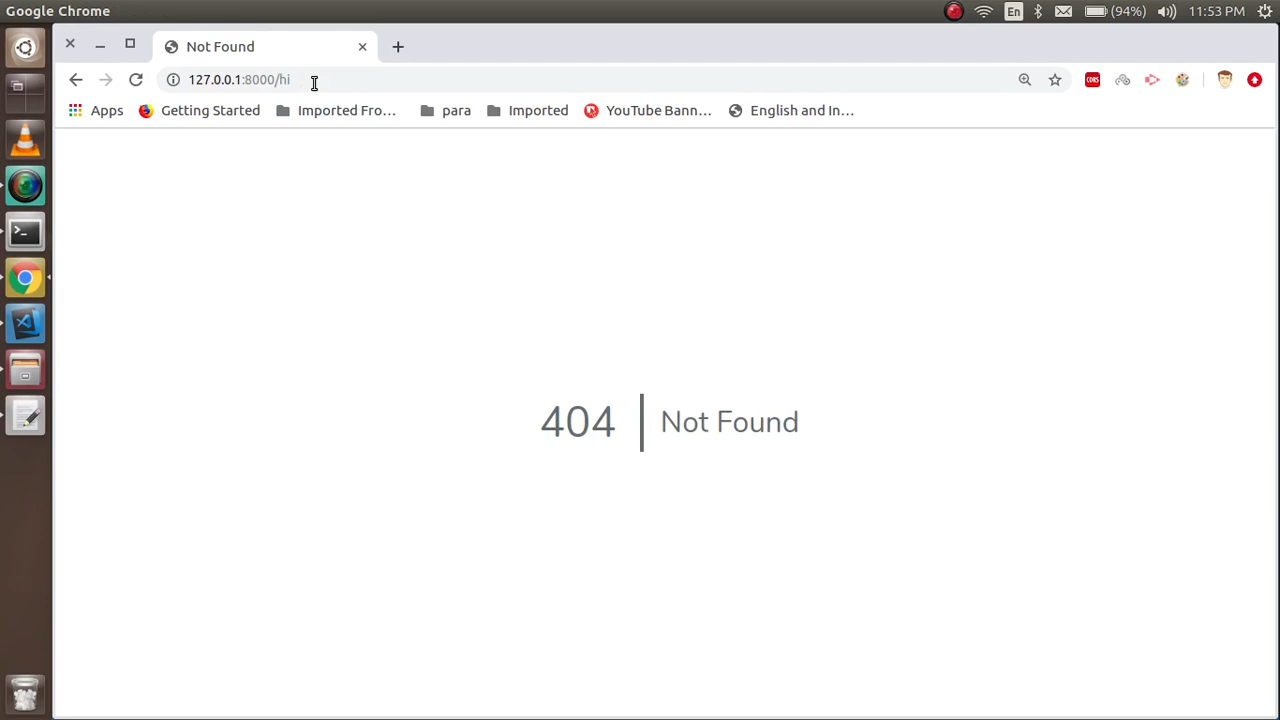 Google Chrome En (94%) 11:53 PM
Not Found
127.0.0.1:8000/hi CORS
Apps Getting Started Imported Fro... para Imported YouTube Bann... English and In...
404 Not Found